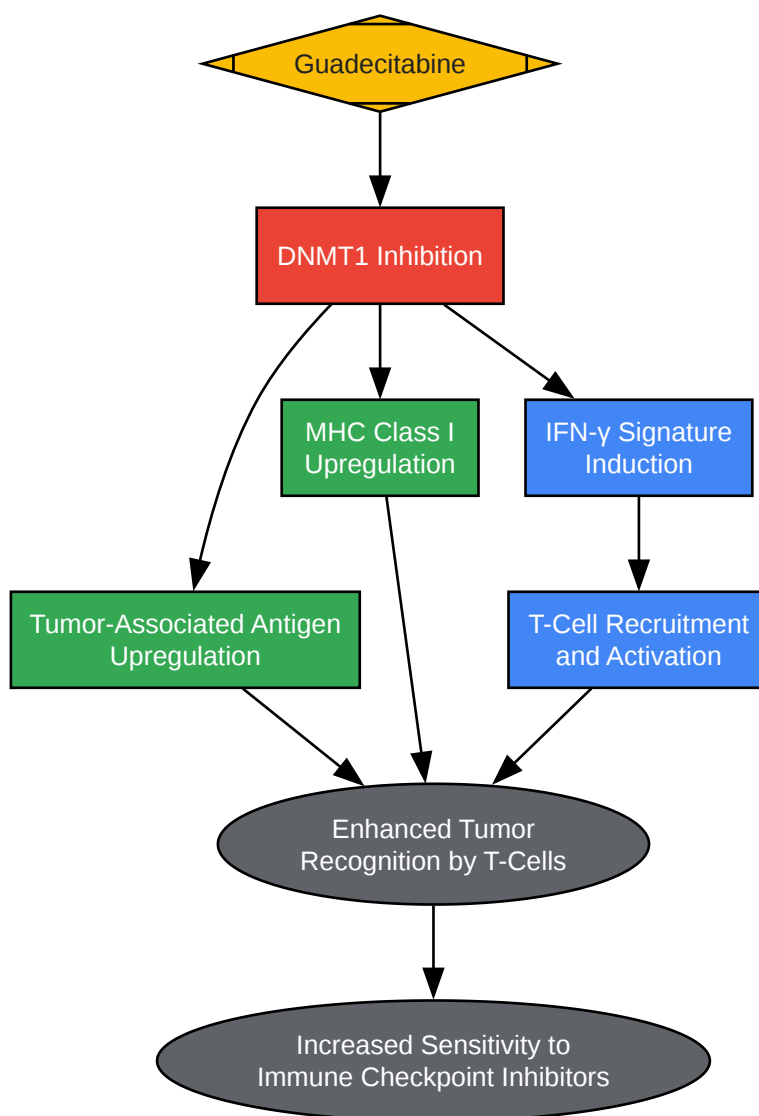 Guadecitabine
DNMT1 Inhibition
MHC Class I
Upregulation
IFN-γ Signature
Induction
Tumor-Associated Antigen
Upregulation
T-Cell Recruitment
and Activation
Enhanced Tumor
Recognition by T-Cells
Increased Sensitivity to
Immune Checkpoint Inhibitors